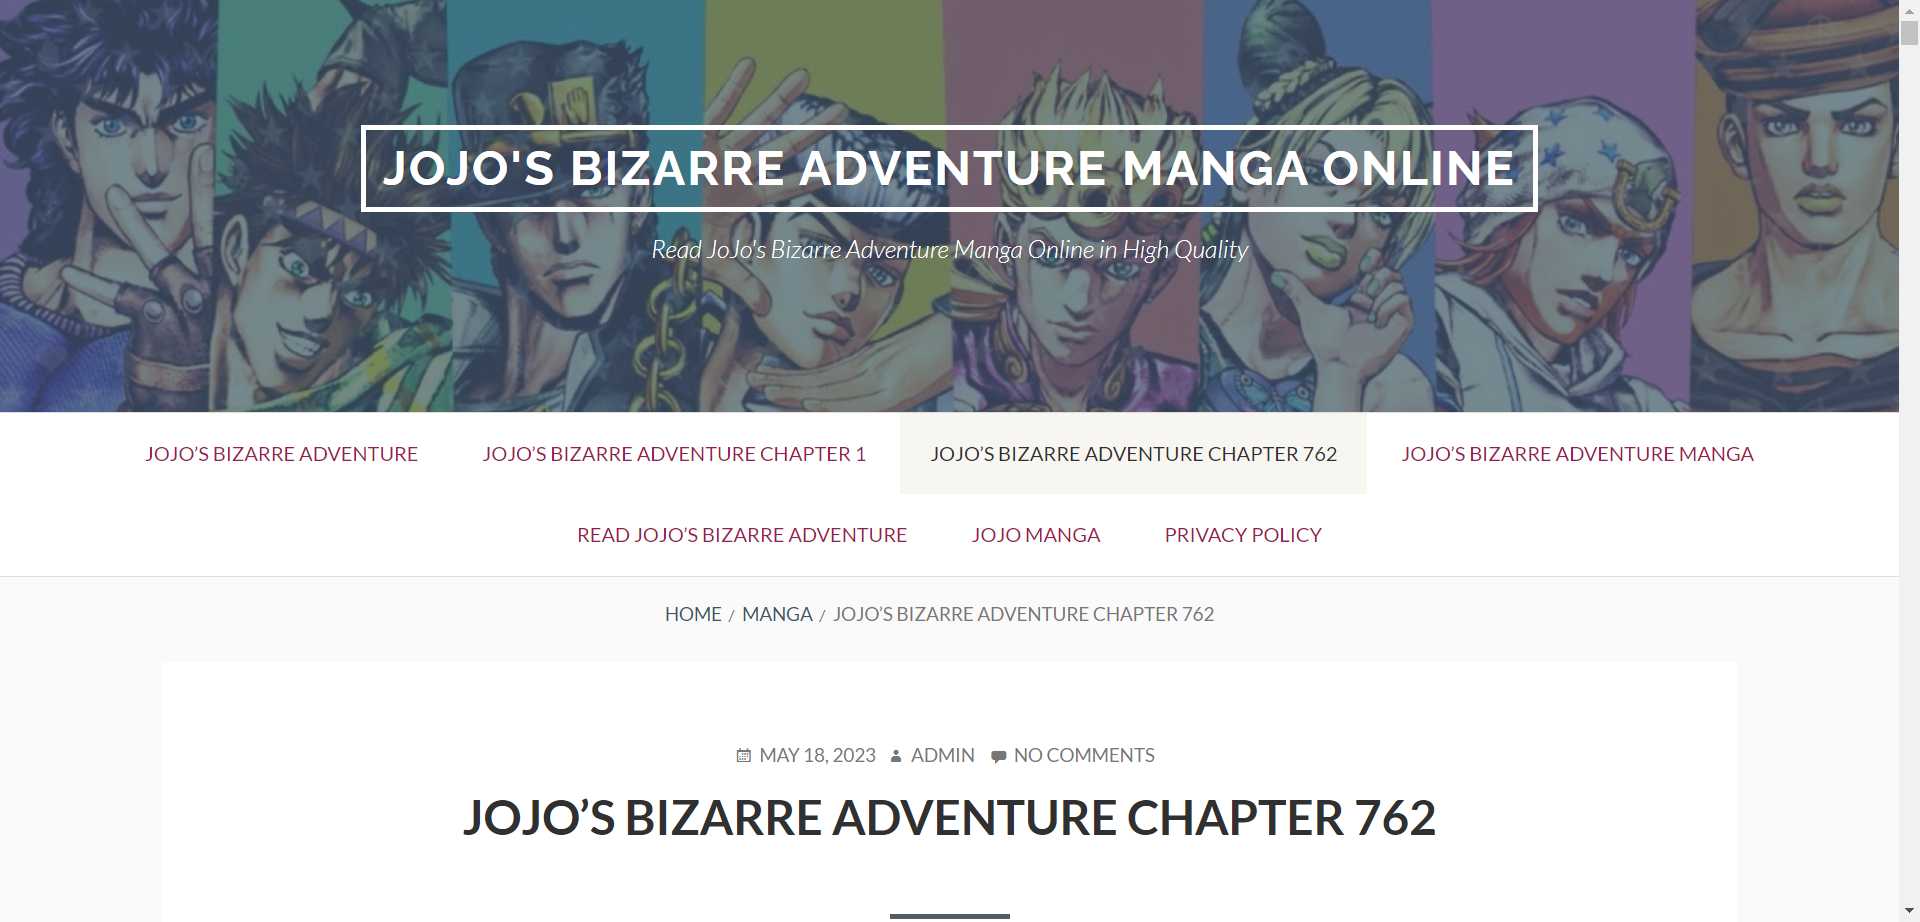 JOJO'S BIZARRE ADVENTURE MANGA ONLINE
Read JoJo's Bizarre Adventure Manga Online in High Quality
JOJO’S BIZARRE ADVENTURE JOJO’S BIZARRE ADVENTURE CHAPTER 1 JOJO’S BIZARRE ADVENTURE CHAPTER 762 JOJO’S BIZARRE ADVENTURE MANGA
READ JOJO’S BIZARRE ADVENTURE JOJO MANGA PRIVACY POLICY
HOME / MANGA / JOJO’S BIZARRE ADVENTURE CHAPTER 762
MAY 18, 2023 ADMIN NO COMMENTS
JOJO’S BIZARRE ADVENTURE CHAPTER 762